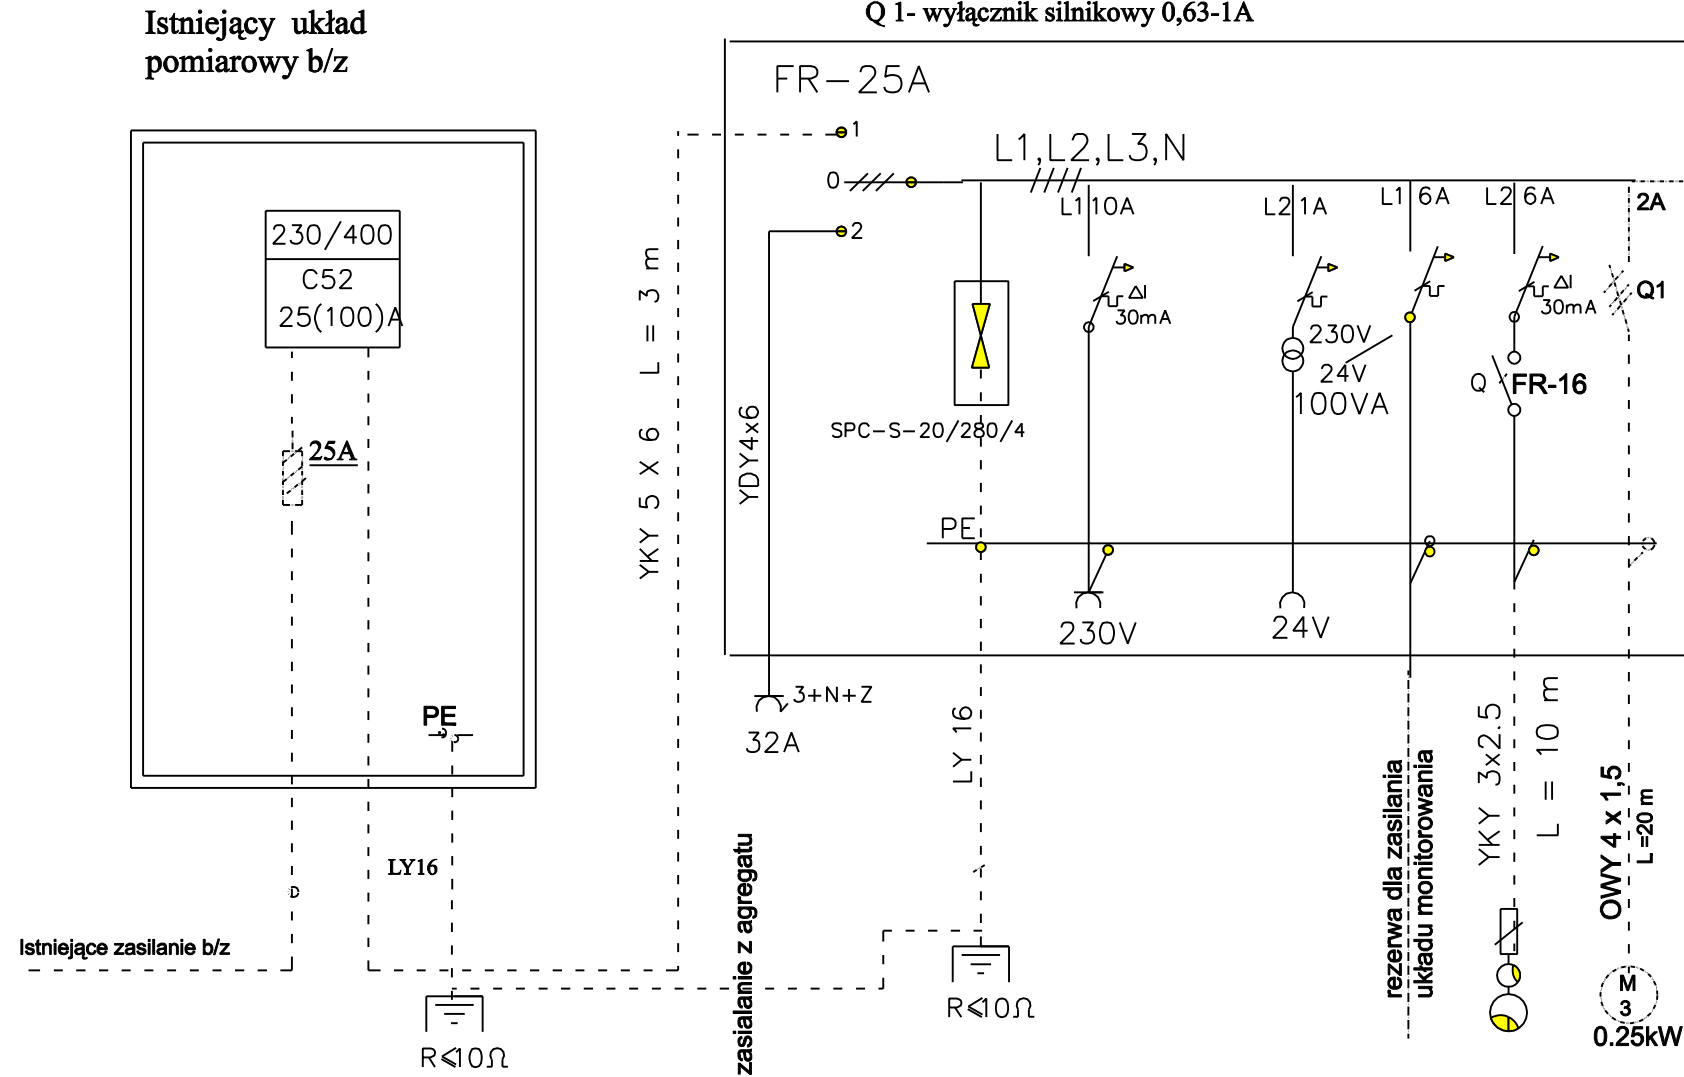 Istniejący układ
pomiarowy b/z
Q 1- wyłącznik silnikowy 0,63-1A
FR-25A
1
0
2
L1,L2,L3,N
L1 10A
L2 1A
L1 6A
L2 6A
2A
230/400
C52
25(100)A
25A
PE
LY16
Istniejące zasilanie b/z
R⩽10Ω
YKY 5 X 6 L = 3 m
YDY4x6
SPC-S-20/280/4
ΔI
30mA
230V
24V
100VA
ΔI
30mA
Q
FR-16
Q1
PE
230V
24V
3+N+Z
32A
LY 16
zasialanie z agregatu
R⩽10Ω
rezerwa dla zasilania
układu monitorowania
YKY 3x2.5
L = 10 m
OWY 4 x 1,5
L =20 m
M
3
0.25kW